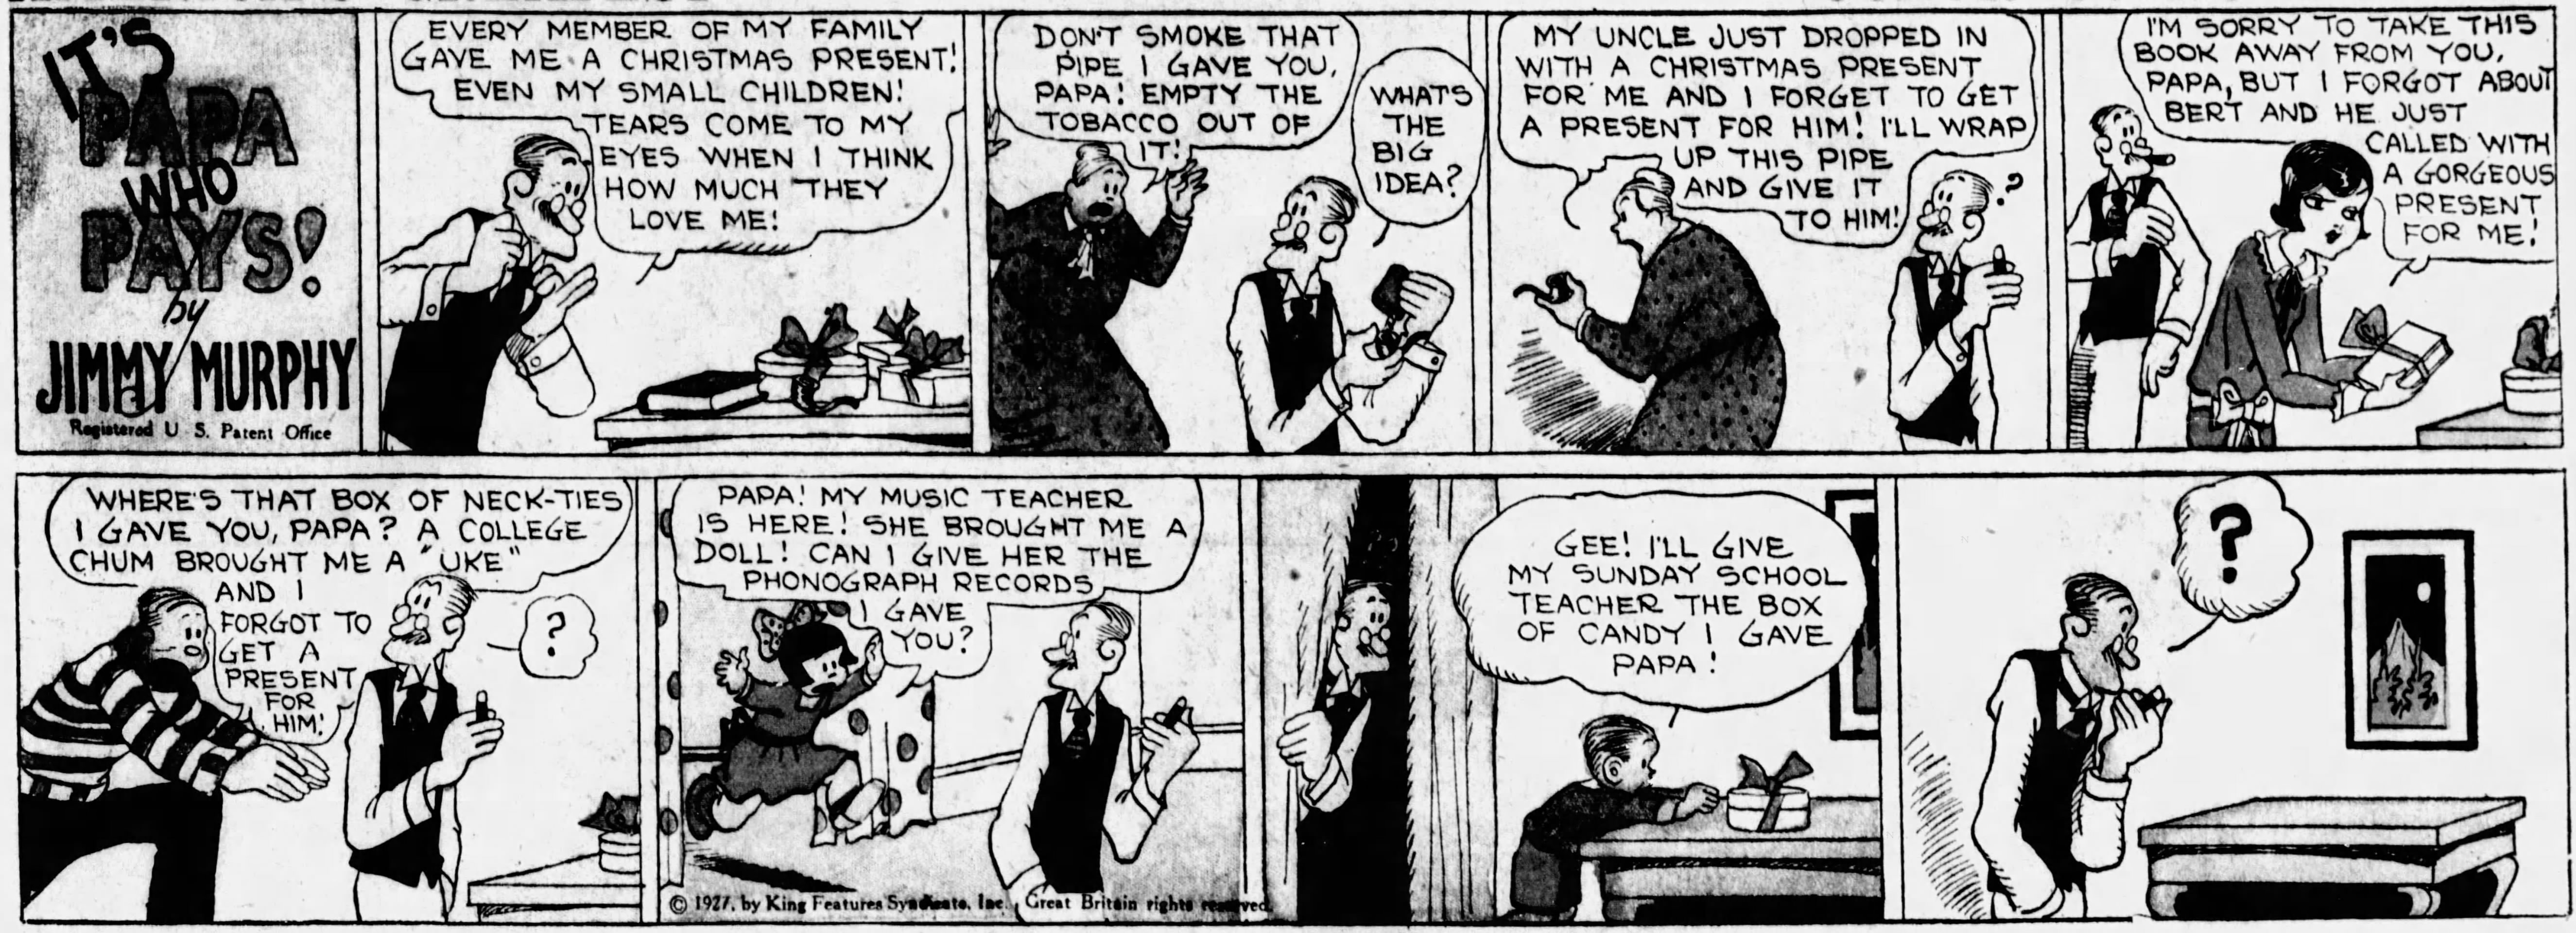 IT'S
PAPA
WHO
PAYS!
by
JIMMY MURPHY
Registered U. S. Patent Office
EVERY MEMBER OF MY FAMILY
GAVE ME A CHRISTMAS PRESENT!
EVEN MY SMALL CHILDREN!
TEARS COME TO MY
EYES WHEN I THINK
HOW MUCH THEY
LOVE ME!
DON'T SMOKE THAT
PIPE I GAVE YOU,
PAPA! EMPTY THE
TOBACCO OUT OF
IT!
WHAT'S
THE
BIG
IDEA?
MY UNCLE JUST DROPPED IN
WITH A CHRISTMAS PRESENT
FOR ME AND I FORGET TO GET
A PRESENT FOR HIM! I'LL WRAP
UP THIS PIPE
AND GIVE IT
TO HIM!
?
I'M SORRY TO TAKE THIS
BOOK AWAY FROM YOU,
PAPA, BUT I FORGOT ABOUT
BERT AND HE JUST
CALLED WITH
A GORGEOUS
PRESENT
FOR ME!
WHERE'S THAT BOX OF NECK-TIES
I GAVE YOU, PAPA? A COLLEGE
CHUM BROUGHT ME A "UKE"
AND I
FORGOT TO
GET A
PRESENT
FOR
HIM!
?
PAPA! MY MUSIC TEACHER
IS HERE! SHE BROUGHT ME A
DOLL! CAN I GIVE HER THE
PHONOGRAPH RECORDS
I GAVE
YOU?
© 1927, by King Features Syndicate, Inc. Great Britain rights reserved.
GEE! I'LL GIVE
MY SUNDAY SCHOOL
TEACHER THE BOX
OF CANDY I GAVE
PAPA!
?